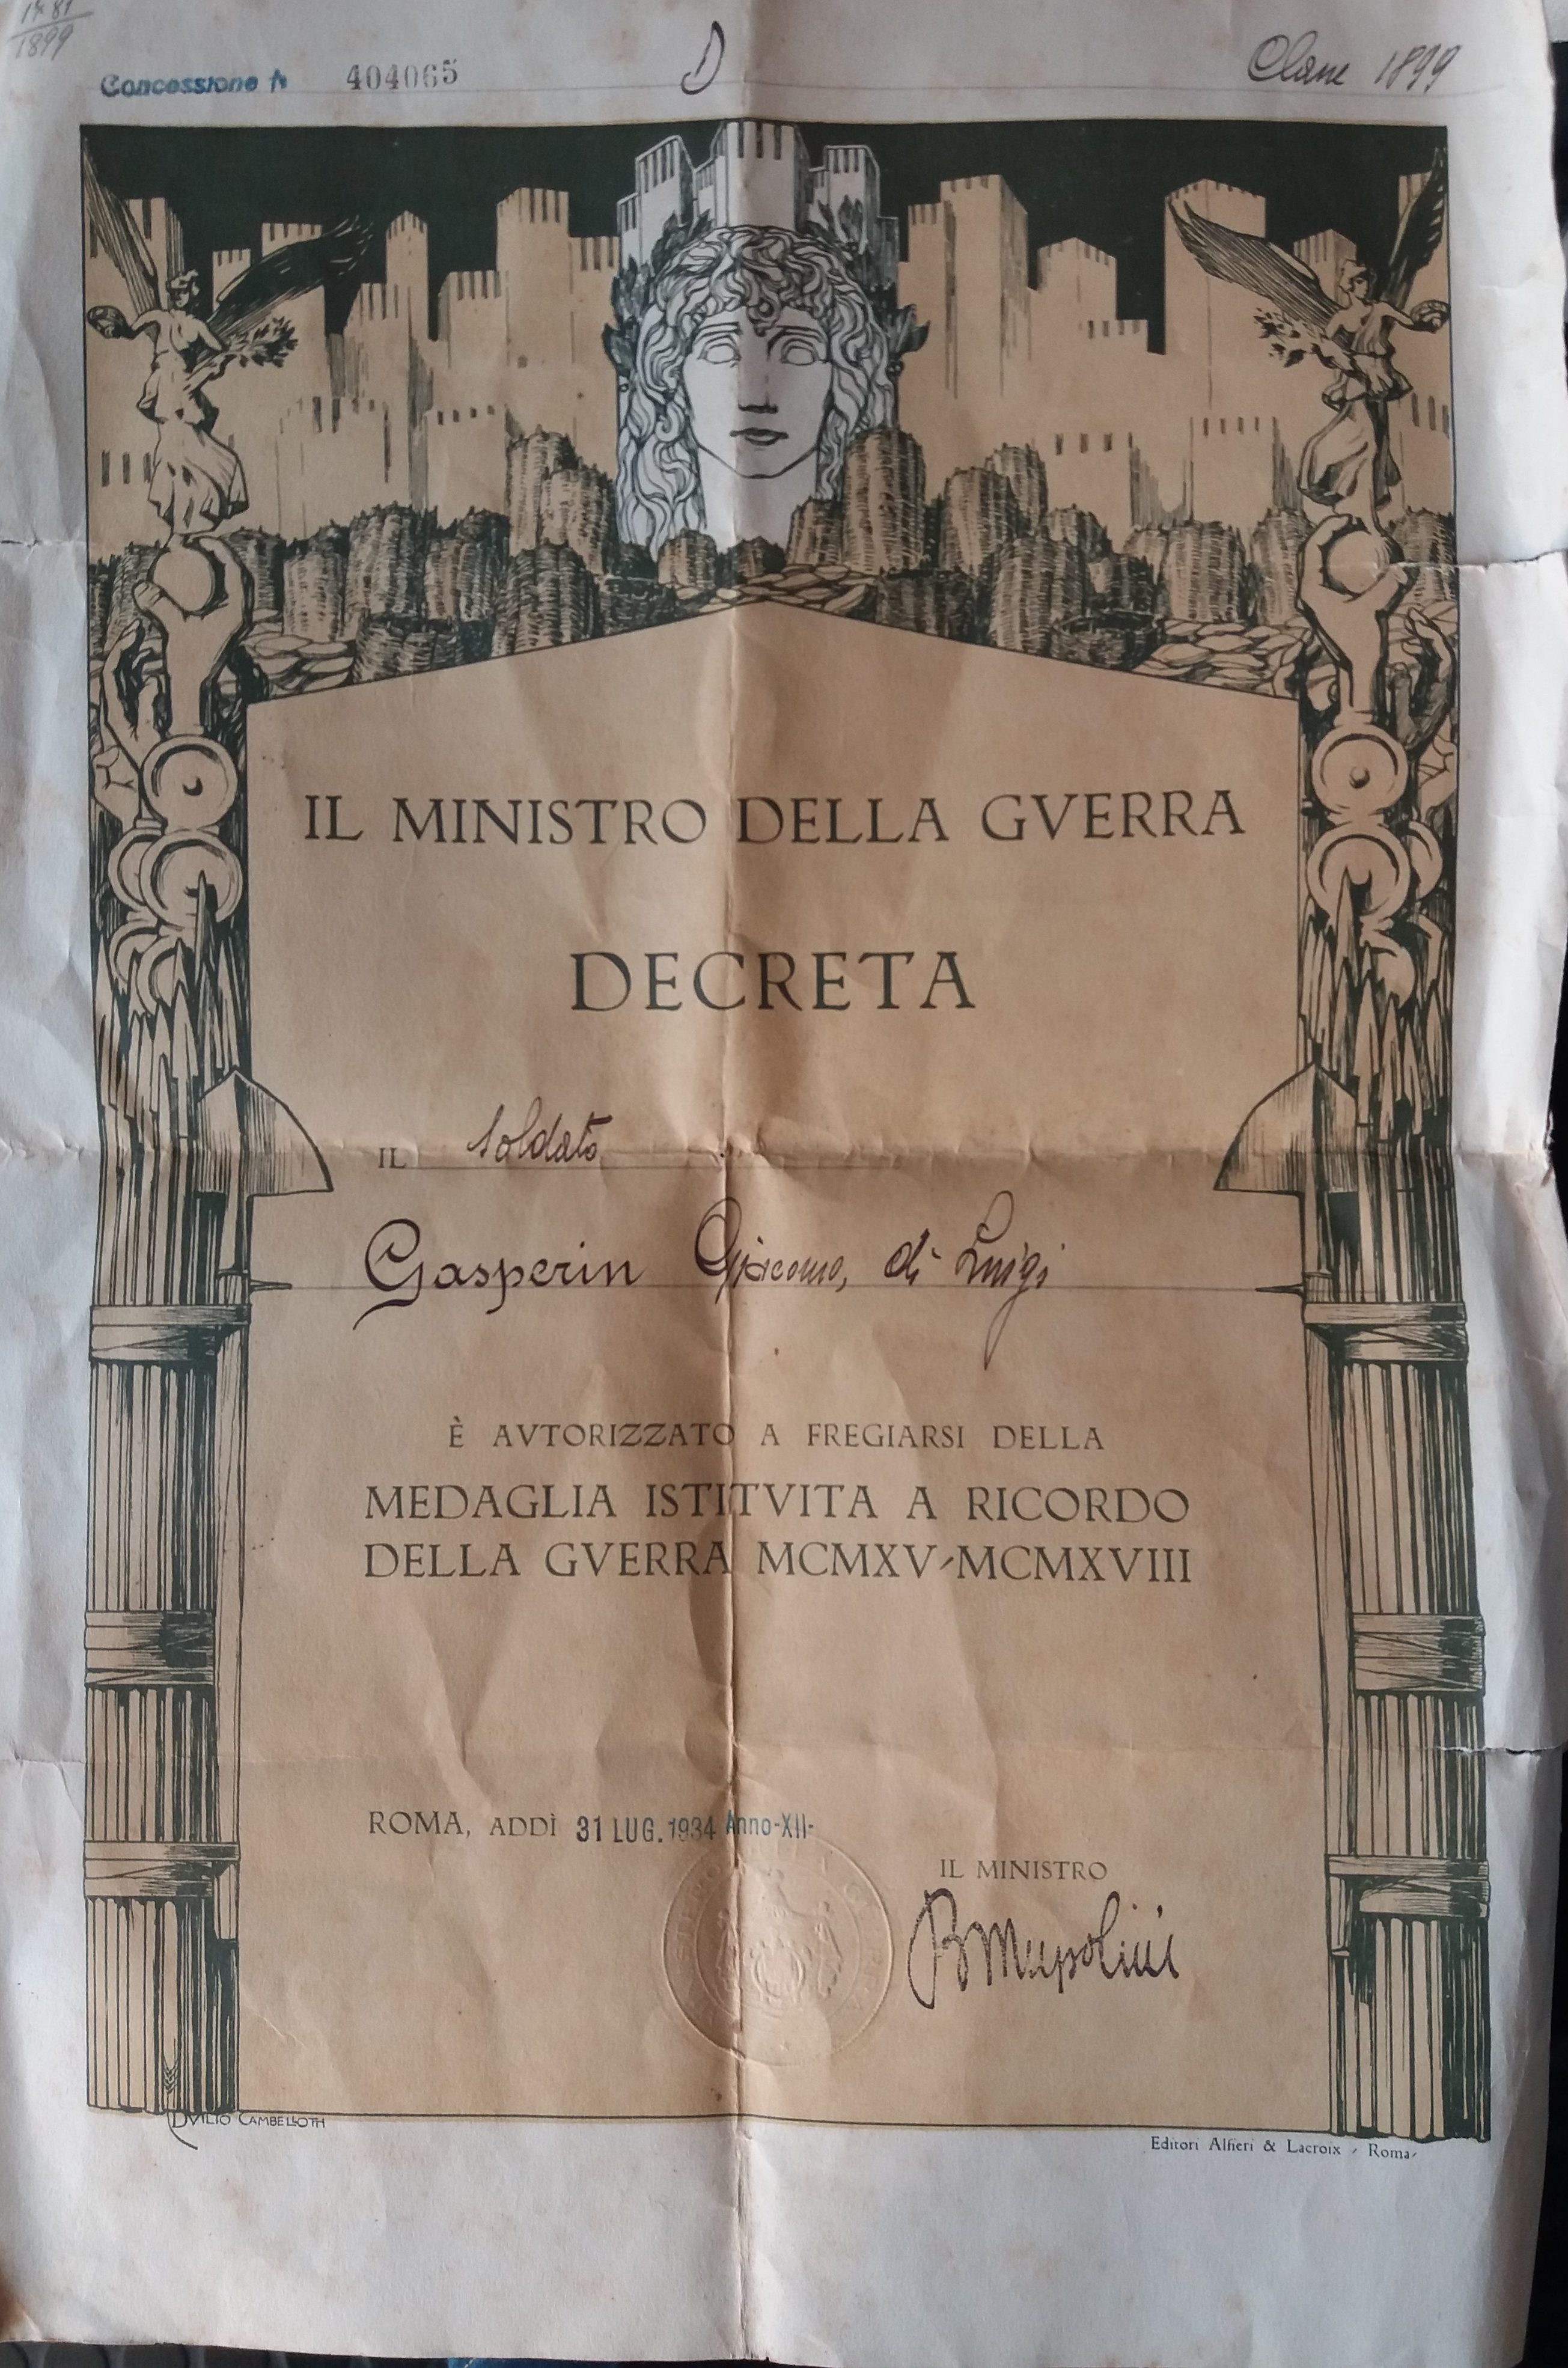 1899
Concessione N 404065 D Classe 1899
IL MINISTRO DELLA GVERRA
DECRETA
IL soldato
Gasperin Giacomo, di Luigi
È AVTORIZZATO A FREGIARSI DELLA
MEDAGLIA ISTITVITA A RICORDO
DELLA GVERRA MCMXV-MCMXVIII
ROMA, ADDÌ 31 LUG. 1934 Anno-XII-
IL MINISTRO
B Mussolini
DVILIO CAMBELLOTTI
Editori Alfieri & Lacroix - Roma-